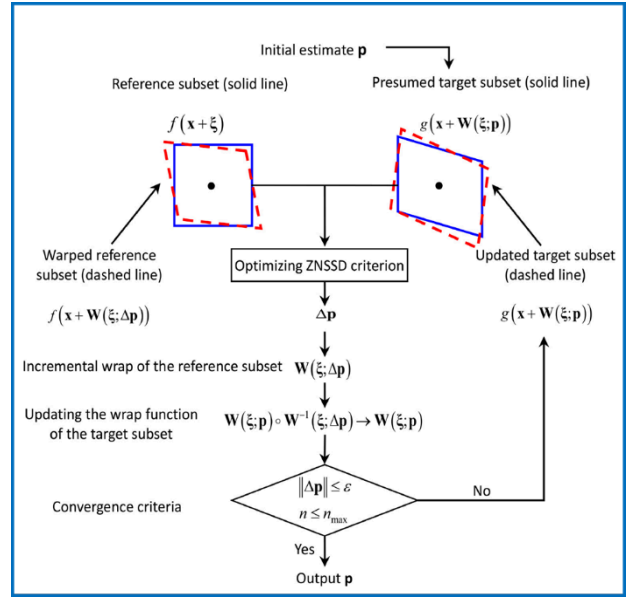 Initial estimate p
Reference subset (solid line)
Presumed target subset (solid line)
f(x+ξ)
g(x+W(ξ;p))
Warped reference
subset (dashed line)
Optimizing ZNSSD criterion
Updated target subset
(dashed line)
f(x+W(ξ;Δp))
Δp
g(x+W(ξ;p))
Incremental wrap of the reference subset
W(ξ;Δp)
Updating the wrap function
of the target subset
W(ξ;p)∘W⁻¹(ξ;Δp)→W(ξ;p)
Convergence criteria
‖Δp‖ ≤ ε
n ≤ n_max
No
Yes
Output p